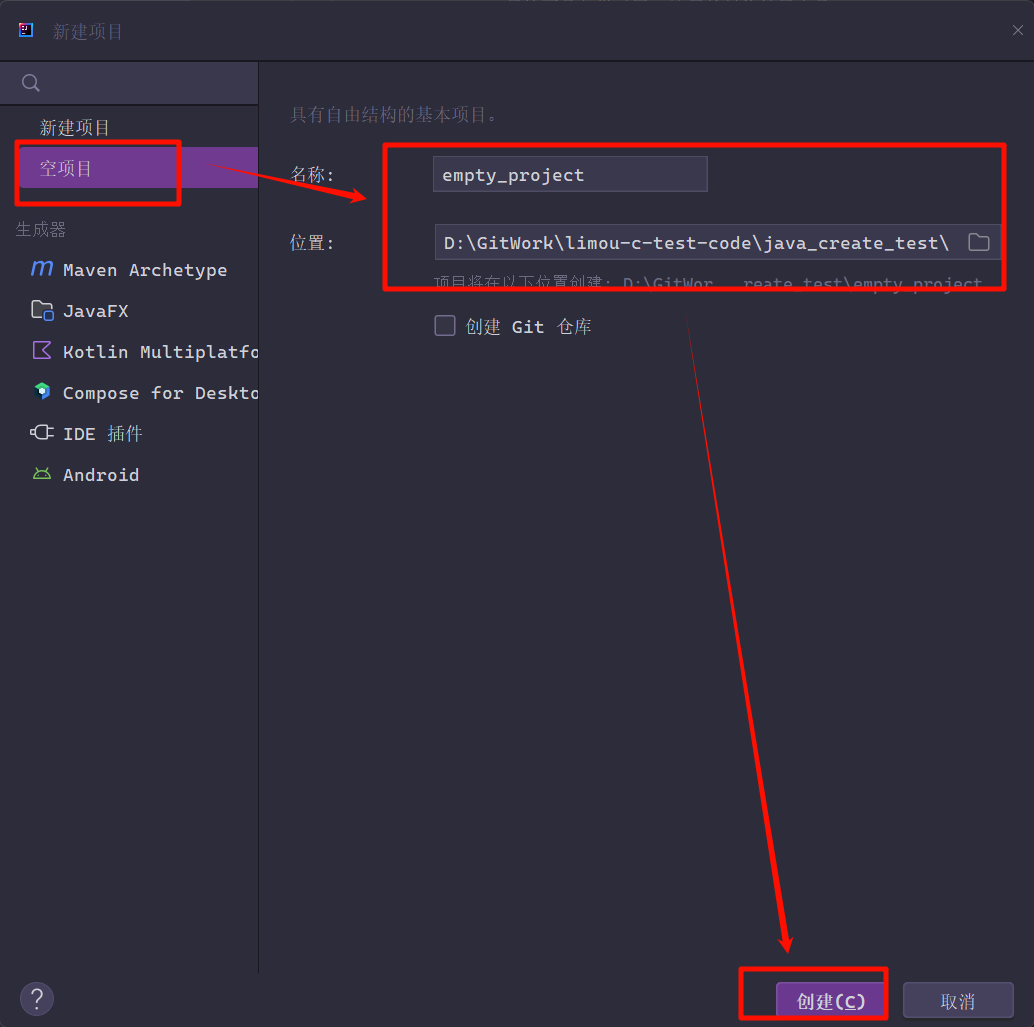 新建项目
新建项目
空项目
生成器
Maven Archetype
JavaFX
Kotlin Multiplatfo
Compose for Deskto
IDE 插件
Android
具有自由结构的基本项目。
名称:
empty_project
位置:
D:\GitWork\limou-c-test-code\java_create_test\
项目将在以下位置创建: D:\GitWor...reate_test\empty_project
创建 Git 仓库
?
创建(C)
取消